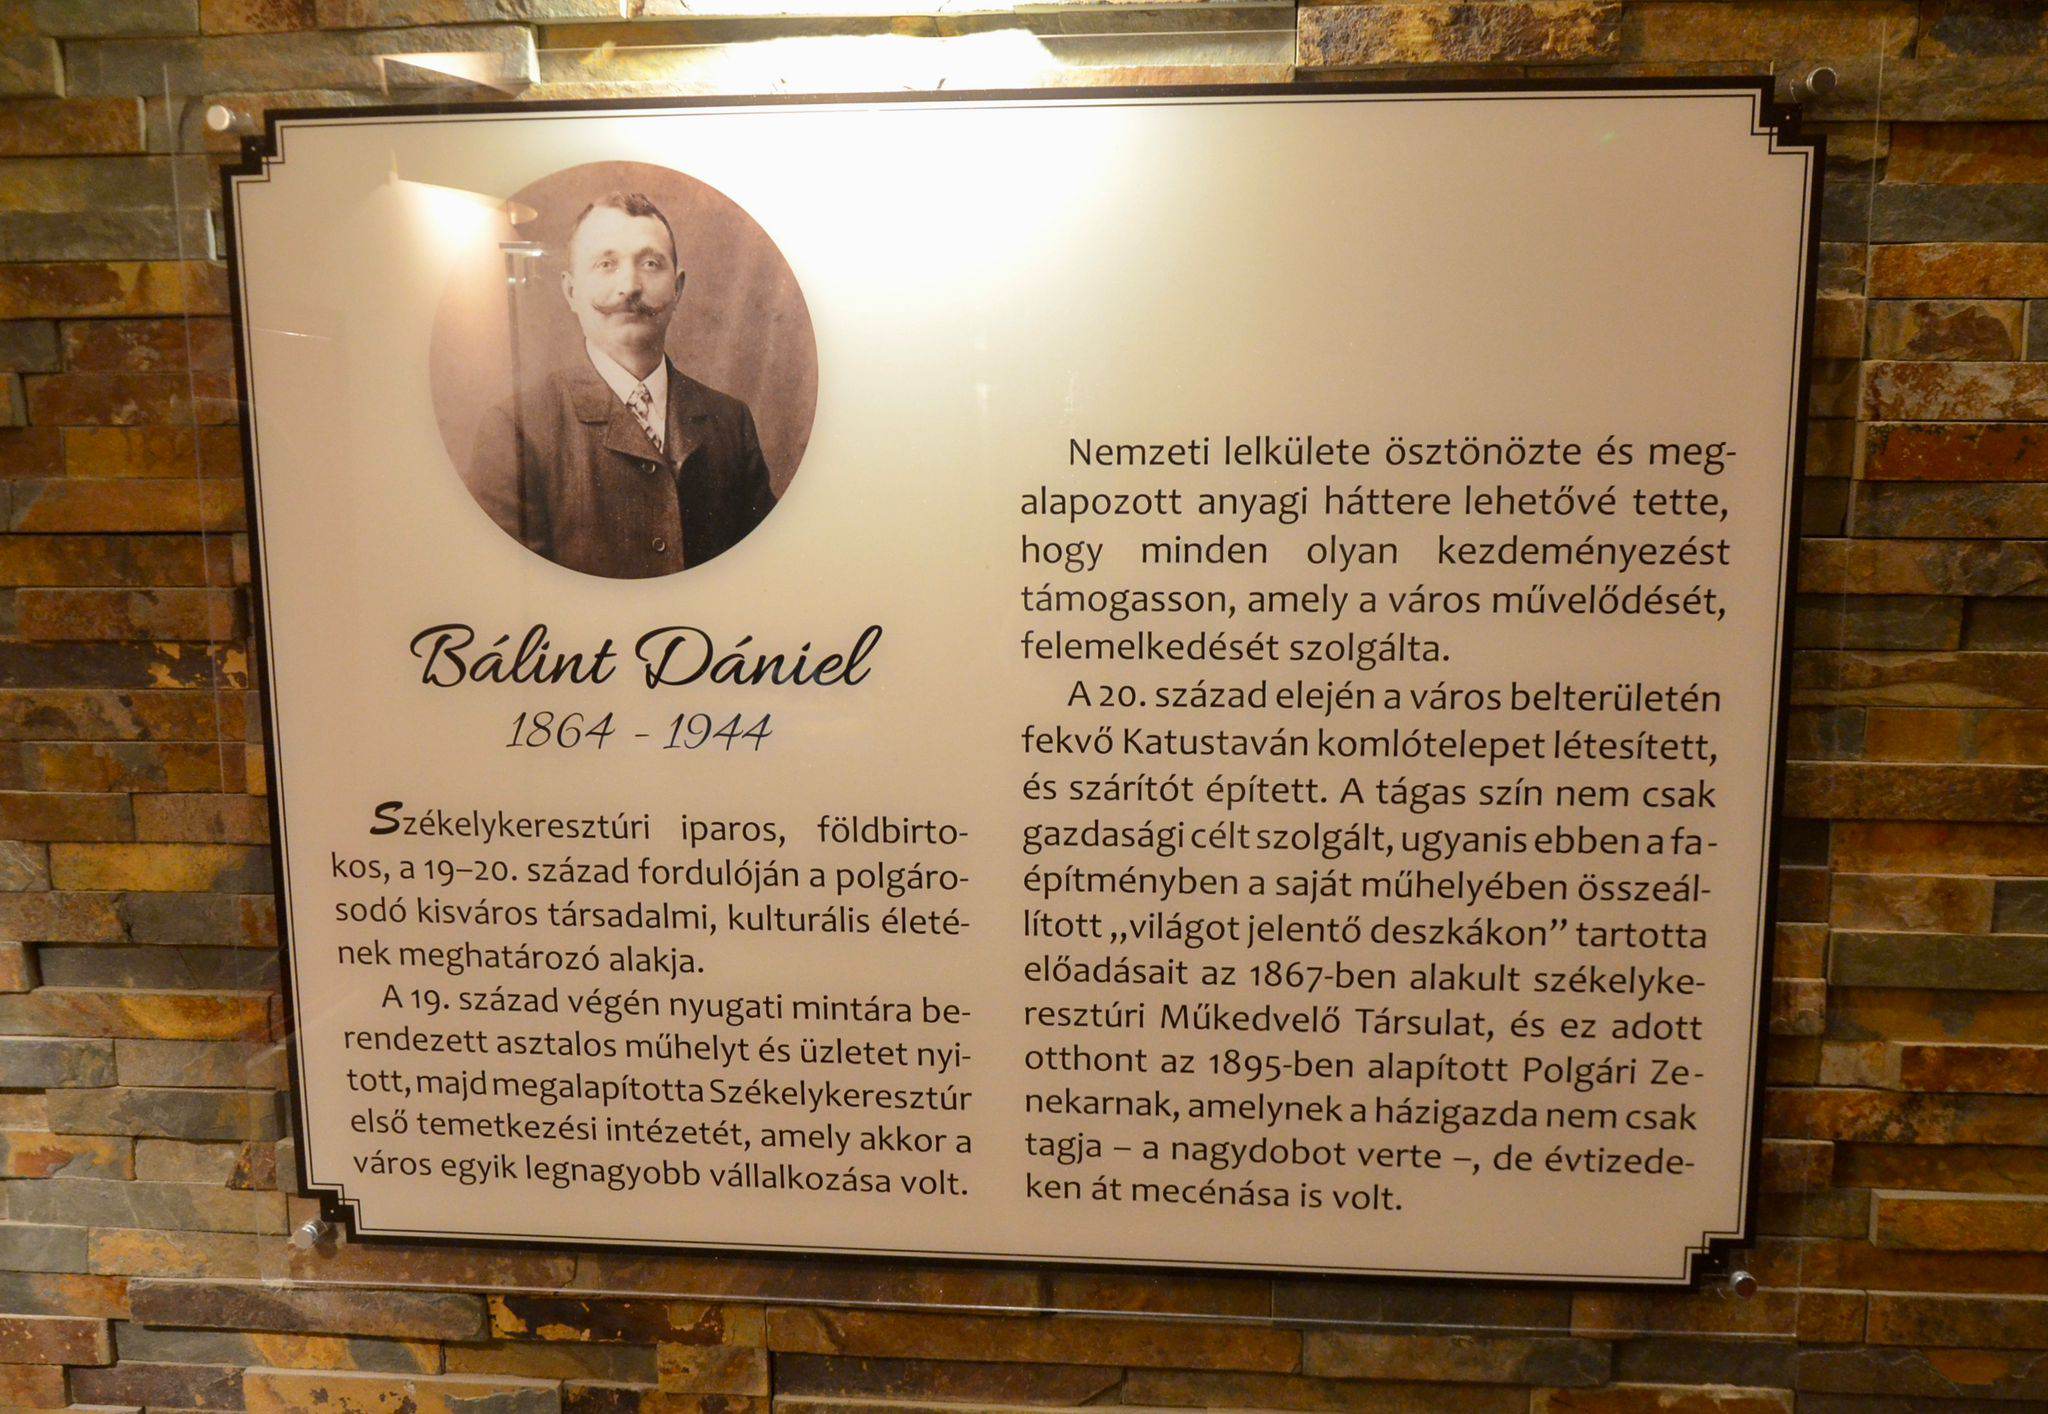 Bálint Dániel
1864 - 1944
Székelykeresztúri iparos, földbirto-
kos, a 19–20. század fordulóján a polgáro-
sodó kisváros társadalmi, kulturális életé-
nek meghatározó alakja.
A 19. század végén nyugati mintára be-
rendezett asztalos műhelyt és üzletet nyi-
tott, majd megalapította Székelykeresztúr
első temetkezési intézetét, amely akkor a
város egyik legnagyobb vállalkozása volt.
Nemzeti lelkülete ösztönözte és meg-
alapozott anyagi háttere lehetővé tette,
hogy minden olyan kezdeményezést
támogasson, amely a város művelődését,
felemelkedését szolgálta.
A 20. század elején a város belterületén
fekvő Katustaván komlótelepet létesített,
és szárítót épített. A tágas szín nem csak
gazdasági célt szolgált, ugyanis ebben a fa-
építményben a saját műhelyében összeál-
lított „világot jelentő deszkákon” tartotta
előadásait az 1867-ben alakult székelyke-
resztúri Műkedvelő Társulat, és ez adott
otthont az 1895-ben alapított Polgári Ze-
nekarnak, amelynek a házigazda nem csak
tagja – a nagydobot verte –, de évtizede-
ken át mecénása is volt.